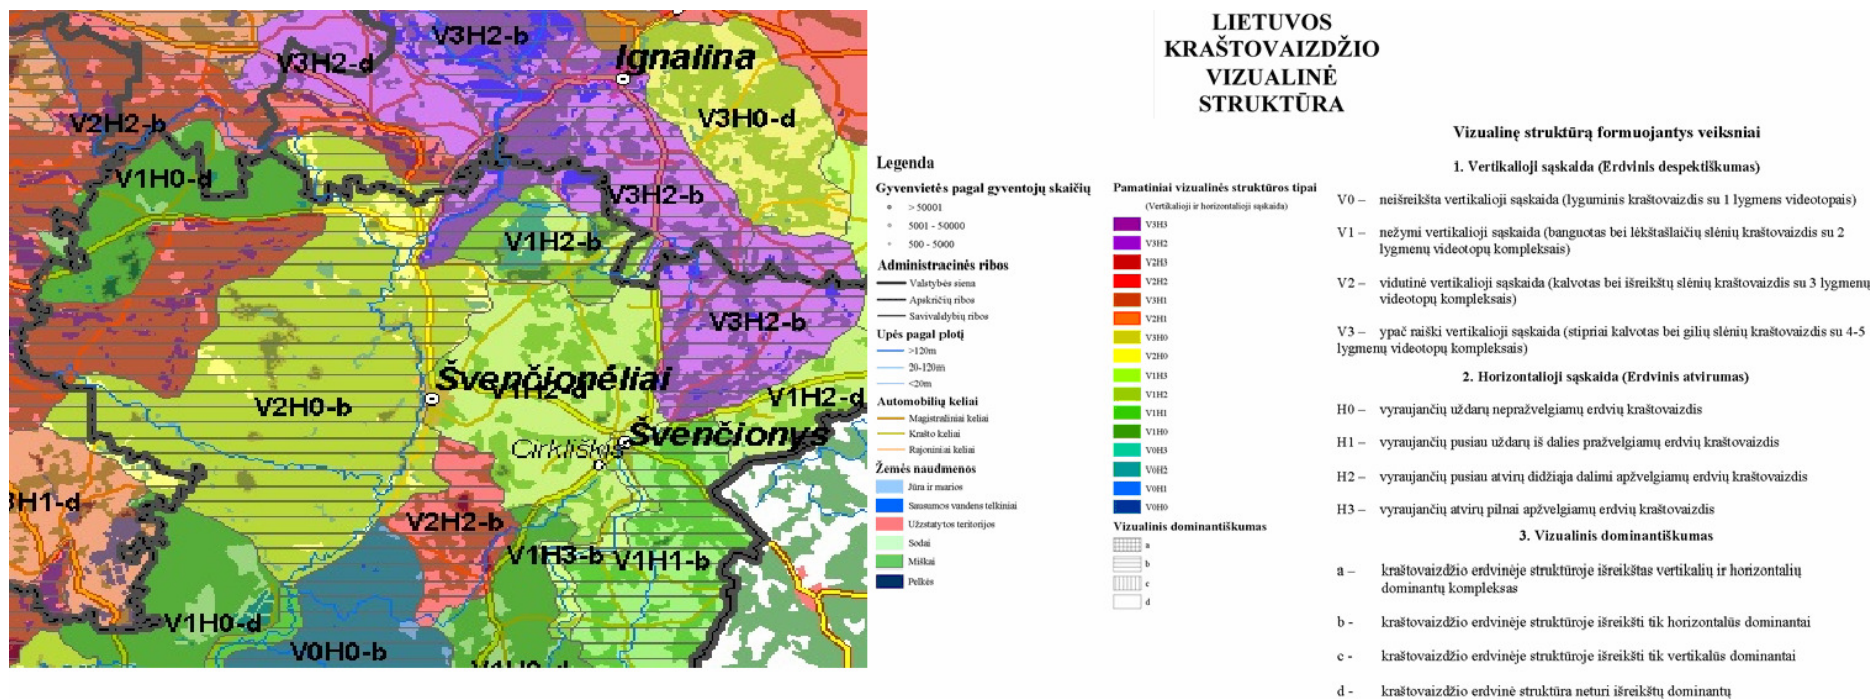 V3H2-b
Ignalina
V3H2-d
V2H2-b
V3H0-d
V1H0-d
V3H2-b
V1H2-b
V3H2-b
Švenčionėliai
V1H2-d
V2H0-b
V1H2-d
Švenčionys
Cirkliškis
H1-d
V2H2-b
V1H3-b
V1H1-b
V1H0-d
V0H0-b
V1H0-d
LIETUVOS
KRAŠTOVAIZDŽIO
VIZUALINĖ
STRUKTŪRA
Legenda
Gyvenvietės pagal gyventojų skaičių
> 50001
5001 - 50000
500 - 5000
Administracinės ribos
Valstybės siena
Apskričių ribos
Savivaldybių ribos
Upės pagal plotį
>120m
20-120m
<20m
Automobilių keliai
Magistraliniai keliai
Krašto keliai
Rajoniniai keliai
Žemės naudmenos
Jūra ir marios
Sausumos vandens telkiniai
Užstatytos teritorijos
Sodai
Miškai
Pelkės
Pamatiniai vizualinės struktūros tipai
(Vertikalioji ir horizontalioji sąskaida)
V3H3
V3H2
V2H3
V2H2
V3H1
V2H1
V3H0
V2H0
V1H3
V1H2
V1H1
V1H0
V0H3
V0H2
V0H1
V0H0
Vizualinis dominantiškumas
a
b
c
d
Vizualinę struktūrą formuojantys veiksniai
1. Vertikalioji sąskaida (Erdvinis despektiškumas)
V0 – neišreikšta vertikalioji sąskaida (lyguminis kraštovaizdis su 1 lygmens videotopais)
V1 – nežymi vertikalioji sąskaida (banguotas bei lėkštašlaičių slėnių kraštovaizdis su 2
lygmenų videotopų kompleksais)
V2 – vidutinė vertikalioji sąskaida (kalvotas bei išreikštų slėnių kraštovaizdis su 3 lygmenų
videotopų kompleksais)
V3 – ypač raiški vertikalioji sąskaida (stipriai kalvotas bei gilių slėnių kraštovaizdis su 4-5
lygmenų videotopų kompleksais)
2. Horizontalioji sąskaida (Erdvinis atvirumas)
H0 – vyraujančių uždarų nepražvelgiamų erdvių kraštovaizdis
H1 – vyraujančių pusiau uždarų iš dalies pražvelgiamų erdvių kraštovaizdis
H2 – vyraujančių pusiau atvirų didžiaja dalimi apžvelgiamų erdvių kraštovaizdis
H3 – vyraujančių atvirų pilnai apžvelgiamų erdvių kraštovaizdis
3. Vizualinis dominantiškumas
a – kraštovaizdžio erdvinėje struktūroje išreikštas vertikalių ir horizontalių
dominantų kompleksas
b - kraštovaizdžio erdvinėje struktūroje išreikšti tik horizontalūs dominantai
c - kraštovaizdžio erdvinėje struktūroje išreikšti tik vertikalūs dominantai
d - kraštovaizdžio erdvinė struktūra neturi išreikštų dominantų